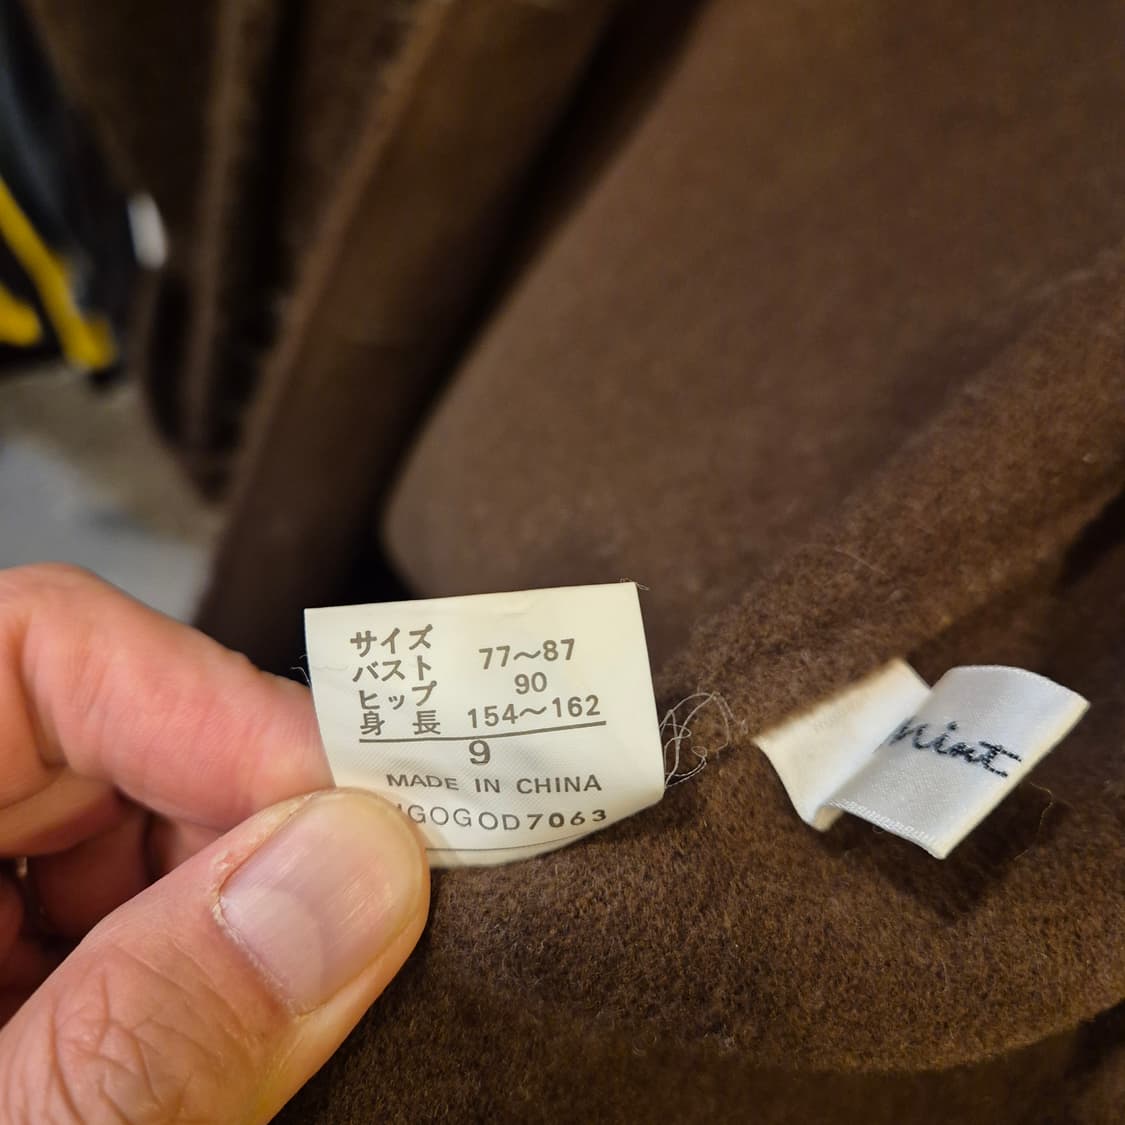 サイズ
バスト 77〜87
ヒップ 90
身長 154〜162
9
MADE IN CHINA
GOGOD7063
Mint